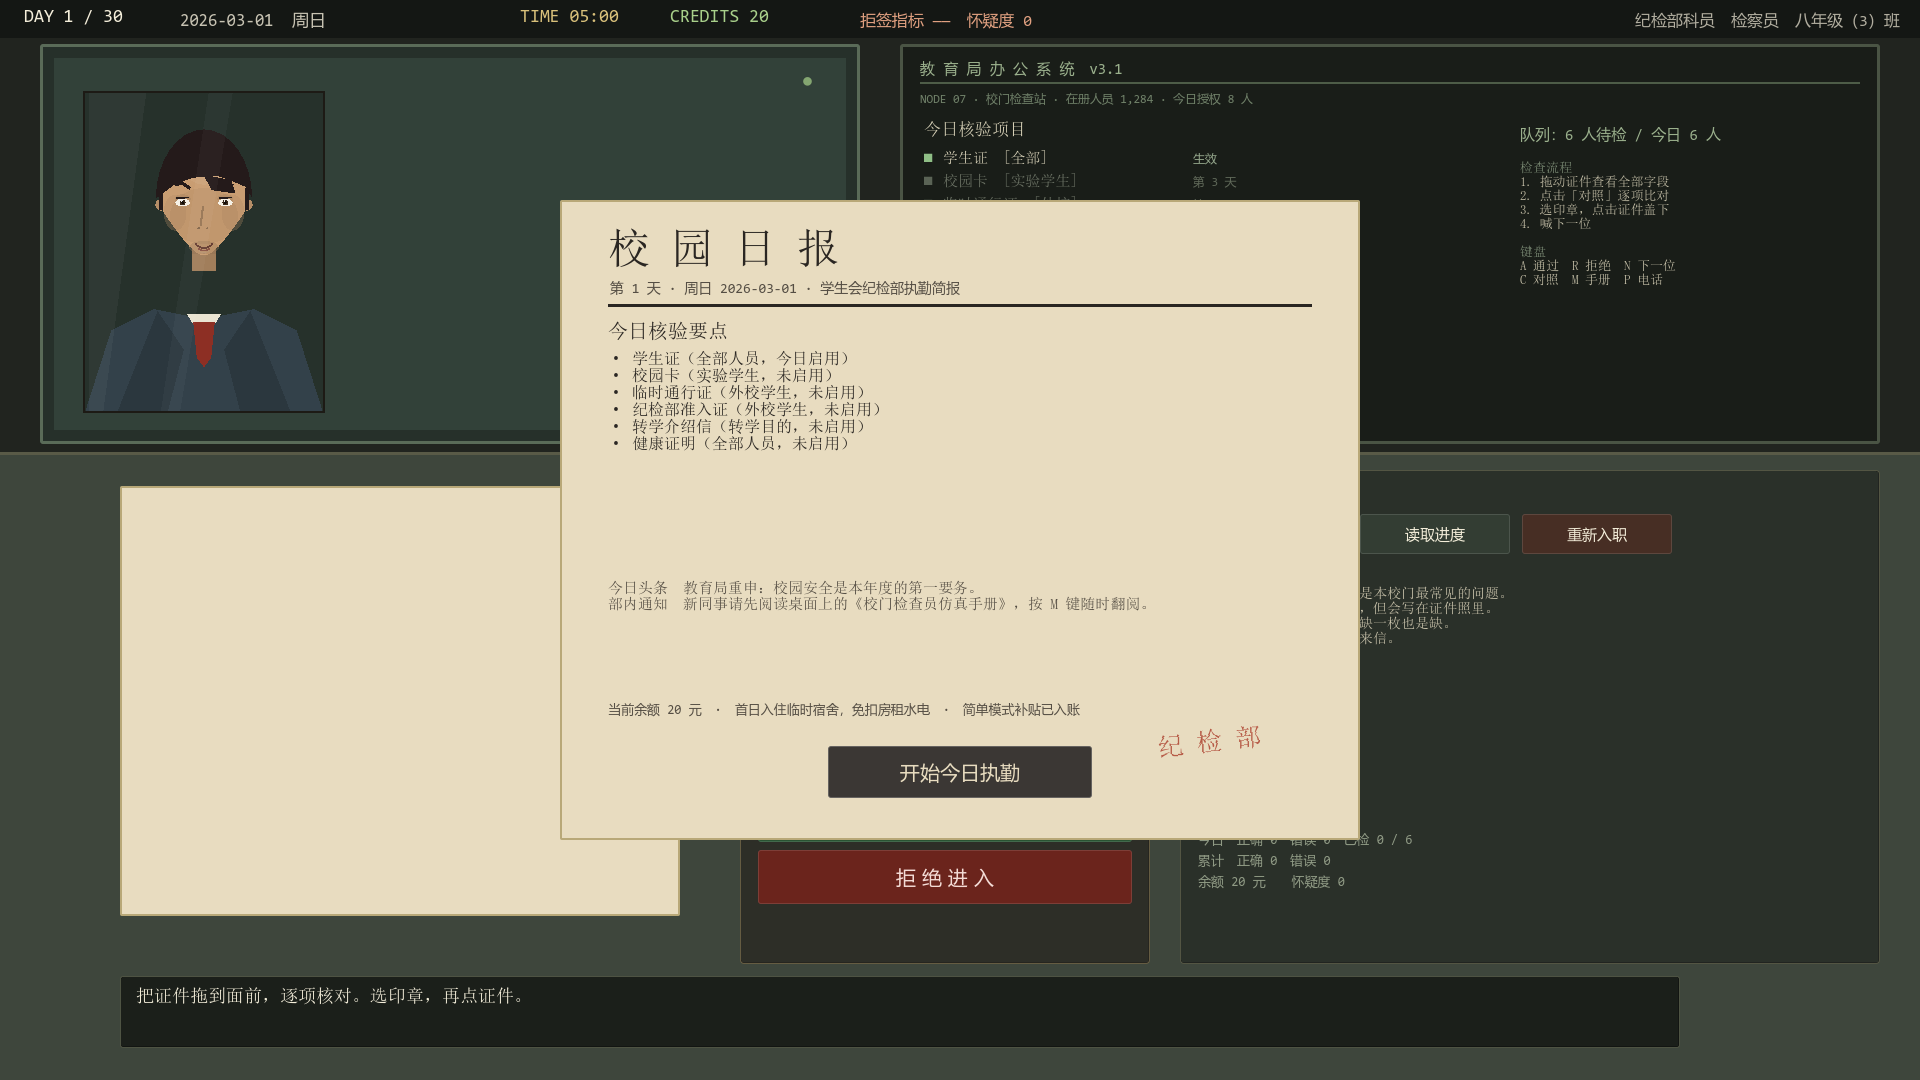 DAY 1 / 30
2026-03-01 周日
TIME 05:00
CREDITS 20
拒签指标 —— 怀疑度 0
纪检部科员 检察员 八年级 (3) 班
教育局办公系统 v3.1
NODE 07 · 校门检查站 · 在册人员 1,284 · 今日授权 8 人
今日核验项目
■ 学生证 [全部] 生效
■ 校园卡 [实验学生] 第 3 天
队列: 6 人待检 / 今日 6 人
检查流程
1. 拖动证件查看全部字段
2. 点击「对照」逐项比对
3. 选印章，点击证件盖下
4. 喊下一位
键盘
A 通过 R 拒绝 N 下一位
C 对照 M 手册 P 电话
校园日报
第 1 天 · 周日 2026-03-01 · 学生会纪检部执勤简报
今日核验要点
• 学生证（全部人员，今日启用）
• 校园卡（实验学生，未启用）
• 临时通行证（外校学生，未启用）
• 纪检部准入证（外校学生，未启用）
• 转学介绍信（转学目的，未启用）
• 健康证明（全部人员，未启用）
今日头条 教育局重申：校园安全是本年度的第一要务。
部内通知 新同事请先阅读桌面上的《校门检查员仿真手册》，按 M 键随时翻阅。
当前余额 20 元 · 首日入住临时宿舍，免扣房租水电 · 简单模式补贴已入账
纪检部
开始今日执勤
读取进度
重新入职
是本校门最常见的问题。
，但会写在证件照里。
缺一枚也是缺。
来信。
拒绝进入
今日 正确 0 错误 0 已检 0 / 6
累计 正确 0 错误 0
余额 20 元 怀疑度 0
把证件拖到面前，逐项核对。选印章，再点证件。